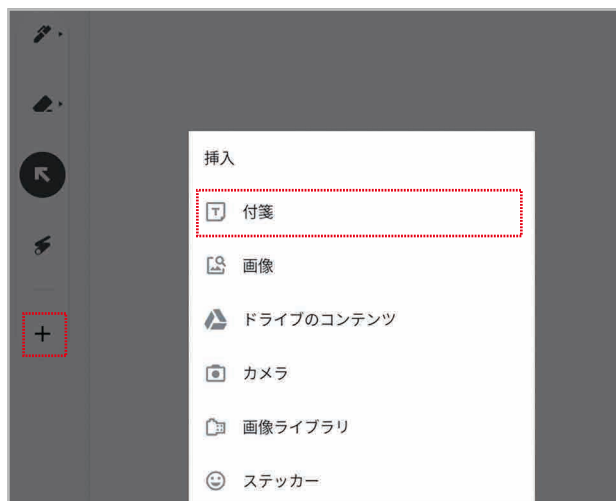 挿入
付箋
画像
ドライブのコンテンツ
カメラ
画像ライブラリ
ステッカー